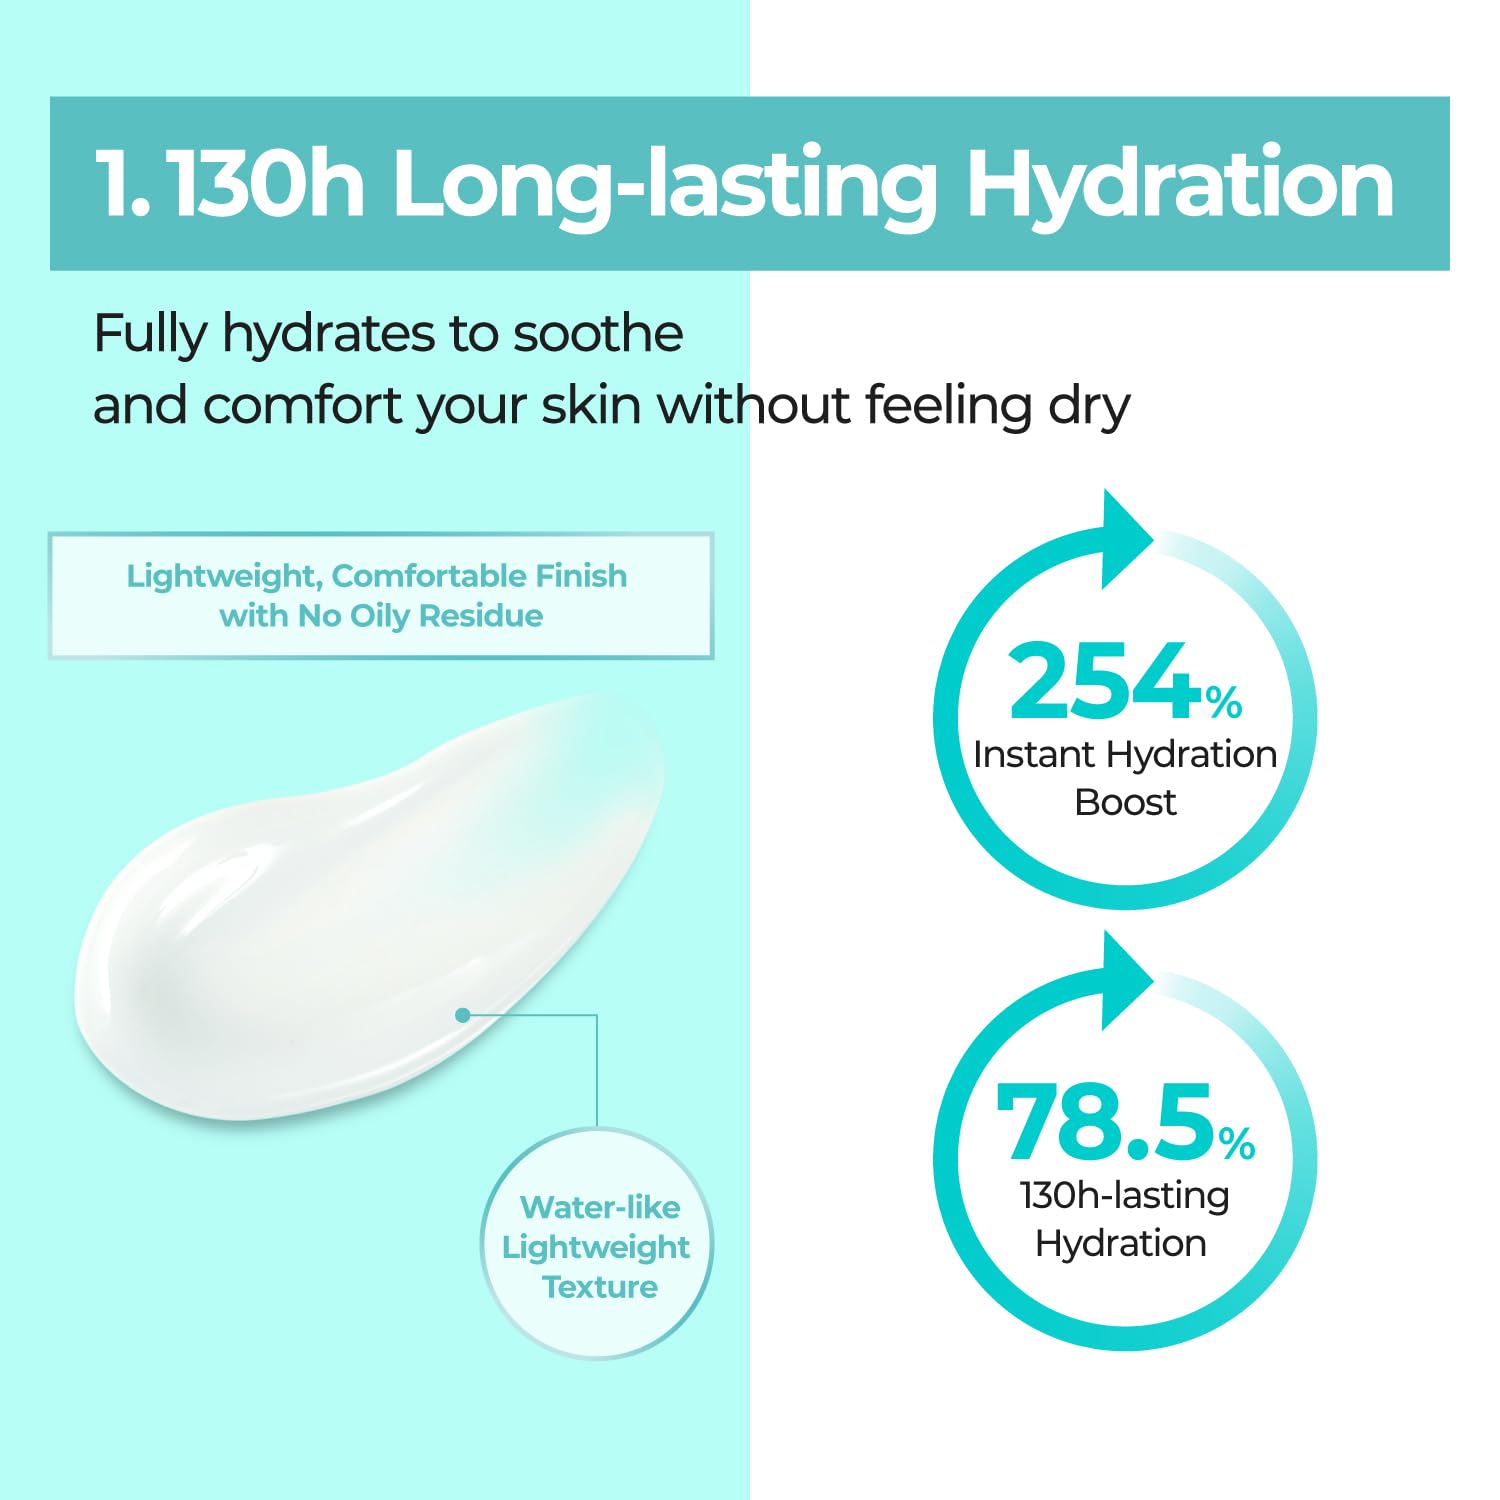 1. 130h Long-lasting Hydration
Fully hydrates to soothe
and comfort your skin without feeling dry
Lightweight, Comfortable Finish
with No Oily Residue
Water-like
Lightweight
Texture
254%
Instant Hydration
Boost
78.5%
130h-lasting
Hydration